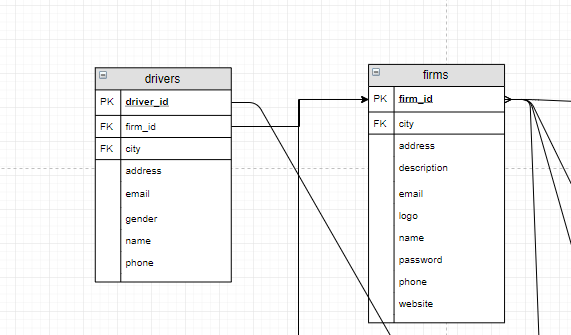 drivers
PK driver_id
FK firm_id
FK city
address
email
gender
name
phone
firms
PK firm_id
FK city
address
description
email
logo
name
password
phone
website